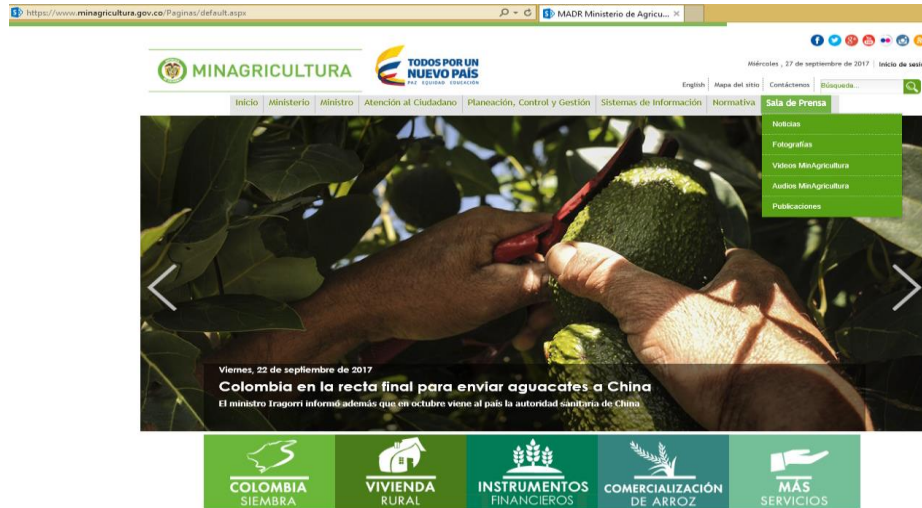 https://www.minagricultura.gov.co/Paginas/default.aspx
MADR Ministerio de Agricu...
MINAGRICULTURA
TODOS POR UN
NUEVO PAÍS
PAZ EQUIDAD EDUCACIÓN
Miércoles , 27 de septiembre de 2017 Inicio de sesió
English Mapa del sitio Contáctenos Búsqueda...
Inicio Ministerio Ministro Atención al Ciudadano Planeación, Control y Gestión Sistemas de Información Normativa Sala de Prensa
Noticias
Fotografías
Videos MinAgricultura
Audios MinAgricultura
Publicaciones
Viernes, 22 de septiembre de 2017
Colombia en la recta final para enviar aguacates a China
El ministro Iragorri informó además que en octubre viene al país la autoridad sanitaria de China
COLOMBIA
SIEMBRA
VIVIENDA
RURAL
INSTRUMENTOS
FINANCIEROS
COMERCIALIZACIÓN
DE ARROZ
MÁS
SERVICIOS